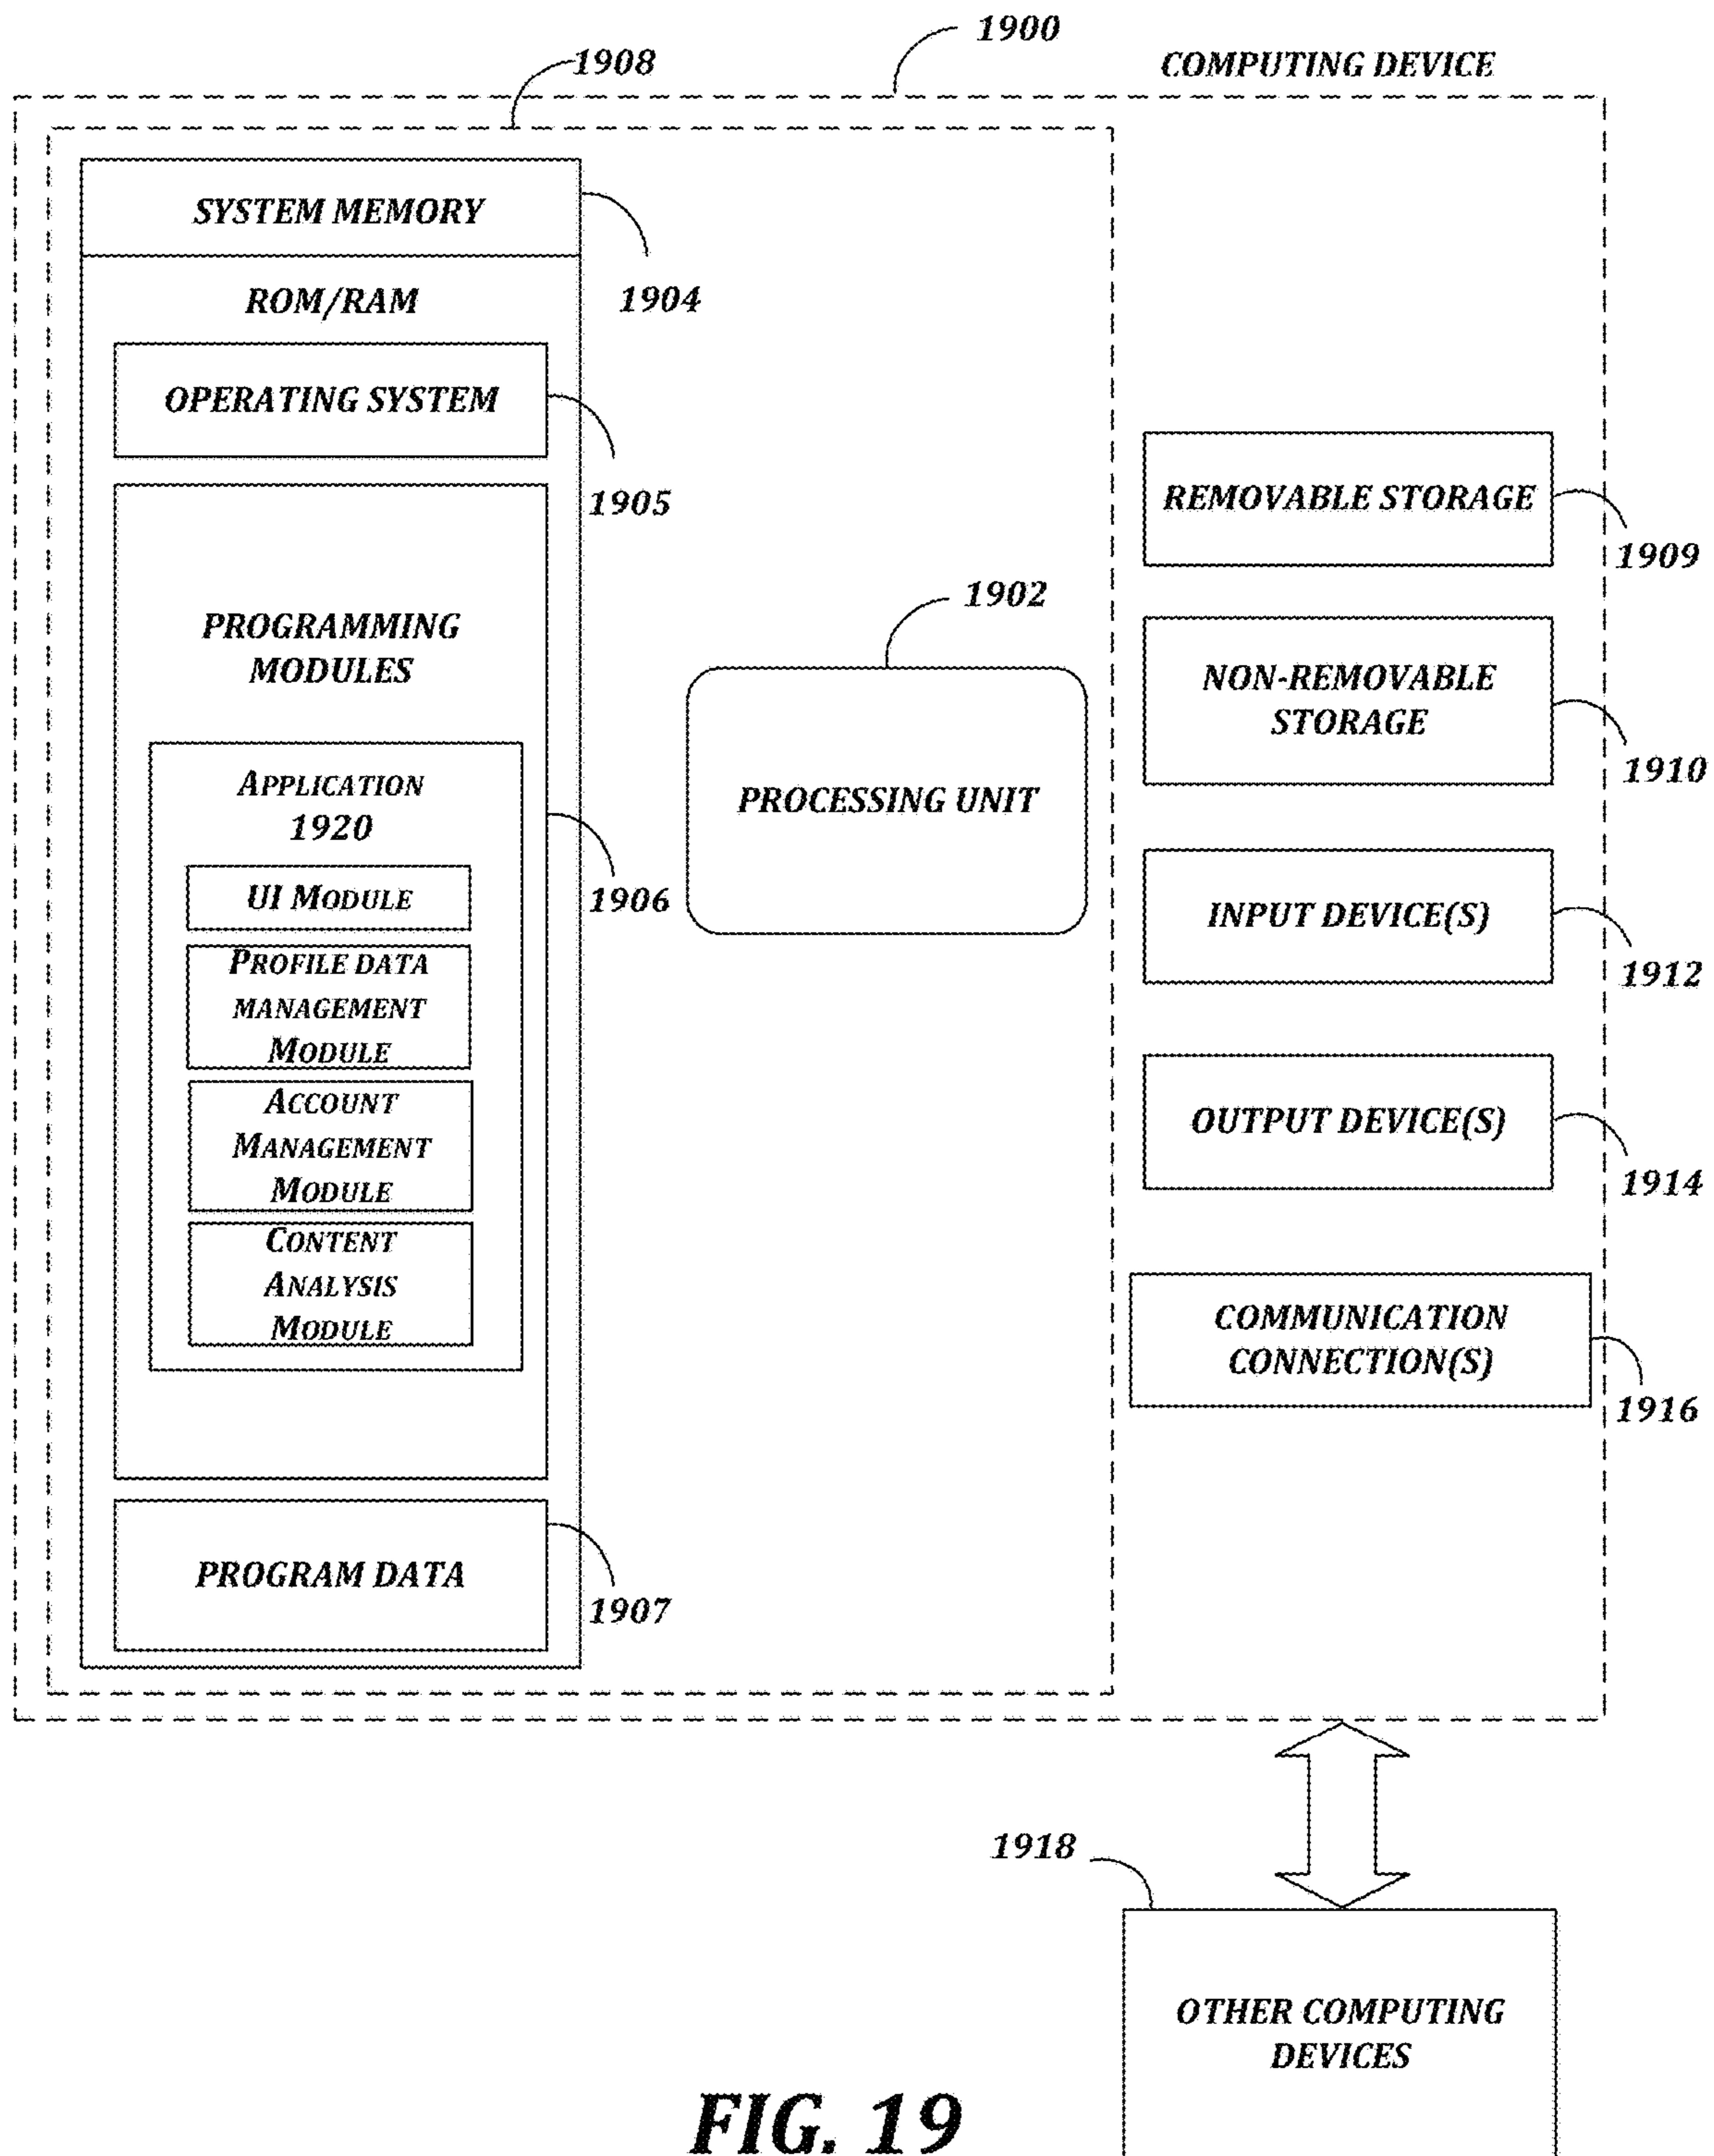 1900
1908
COMPUTING DEVICE
SYSTEM MEMORY
1904
ROM/RAM
OPERATING SYSTEM
1905
PROGRAMMING
MODULES
APPLICATION
1920
UI MODULE
PROFILE DATA
MANAGEMENT
MODULE
ACCOUNT
MANAGEMENT
MODULE
CONTENT
ANALYSIS
MODULE
1906
PROGRAM DATA
1907
1902
PROCESSING UNIT
REMOVABLE STORAGE
1909
NON-REMOVABLE
STORAGE
1910
INPUT DEVICE(S)
1912
OUTPUT DEVICE(S)
1914
COMMUNICATION
CONNECTION(S)
1916
1918
OTHER COMPUTING
DEVICES
FIG. 19